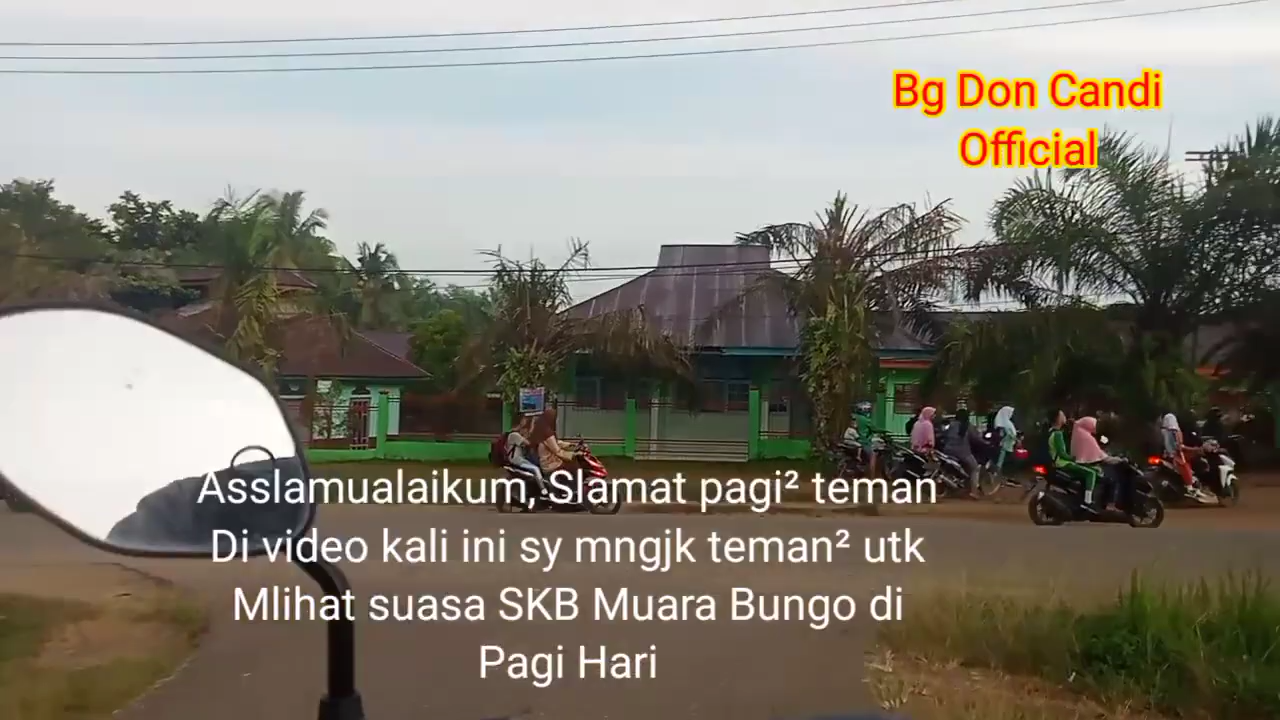 Bg Don Candi
Official
Asslamualaikum, Slamat pagi² teman
Di video kali ini sy mngjk teman² utk
Mlihat suasa SKB Muara Bungo di
Pagi Hari